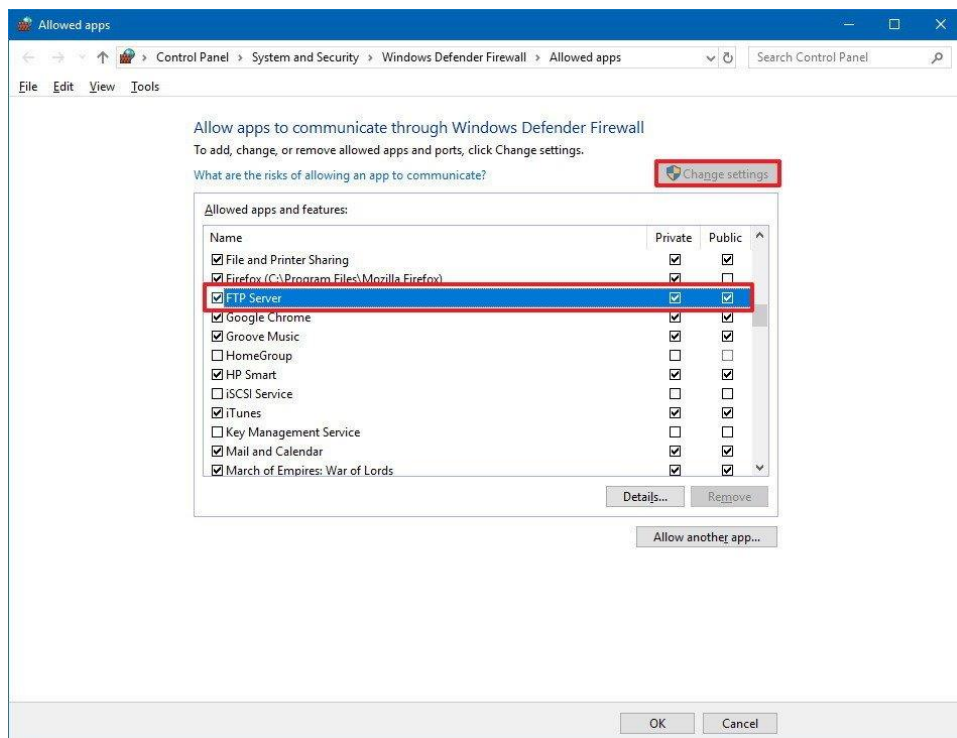 Allowed apps
Control Panel > System and Security > Windows Defender Firewall > Allowed apps
Search Control Panel
File Edit View Tools
Allow apps to communicate through Windows Defender Firewall
To add, change, or remove allowed apps and ports, click Change settings.
What are the risks of allowing an app to communicate?
Change settings
Allowed apps and features:
Name Private Public
File and Printer Sharing
Firefox (C:\Program Files\Mozilla Firefox)
FTP Server
Google Chrome
Groove Music
HomeGroup
HP Smart
iSCSI Service
iTunes
Key Management Service
Mail and Calendar
March of Empires: War of Lords
Details... Remove
Allow another app...
OK Cancel